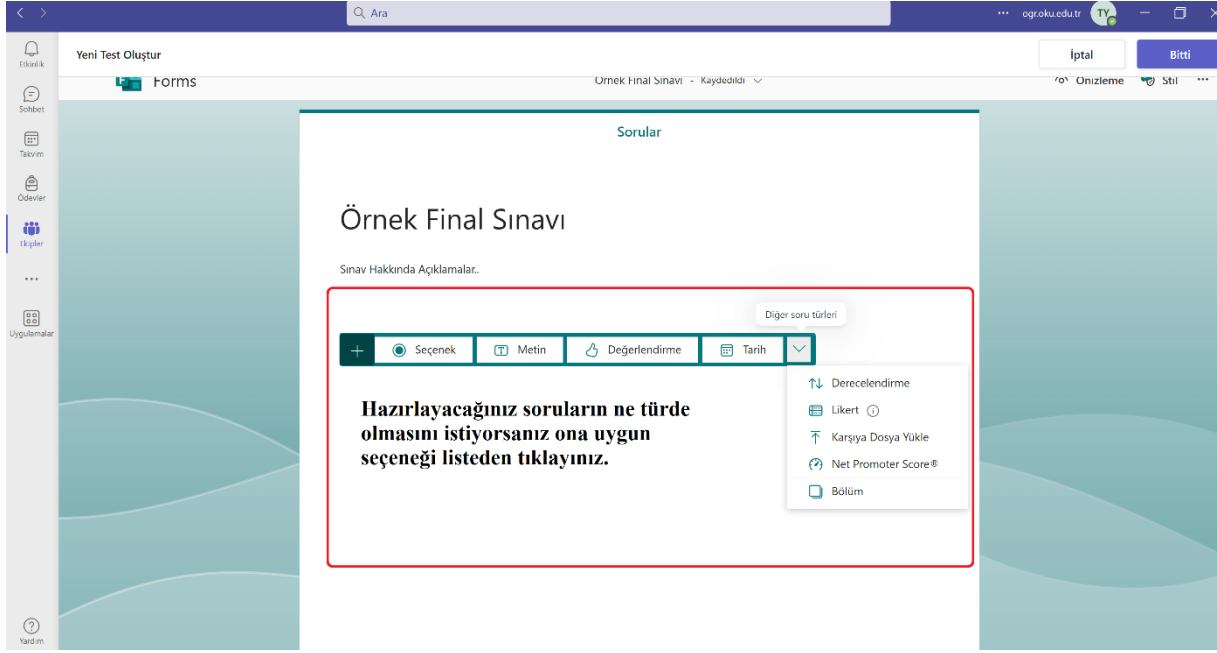 Ara
ogr.oku.edu.tr TY
Etkinlik
Yeni Test Oluştur
İptal
Bitti
Forms
Örnek Final Sınavı - Kaydedildi
Önizleme
Stil
Sohbet
Takvim
Ödevler
Ekipler
Uygulamalar
Yardım
Sorular
Örnek Final Sınavı
Sınav Hakkında Açıklamalar..
Diğer soru türleri
Seçenek
Metin
Değerlendirme
Tarih
Derecelendirme
Likert
Karşıya Dosya Yükle
Net Promoter Score®
Bölüm
Hazırlayacağınız soruların ne türde
olmasını istiyorsanız ona uygun
seçeneği listeden tıklayınız.